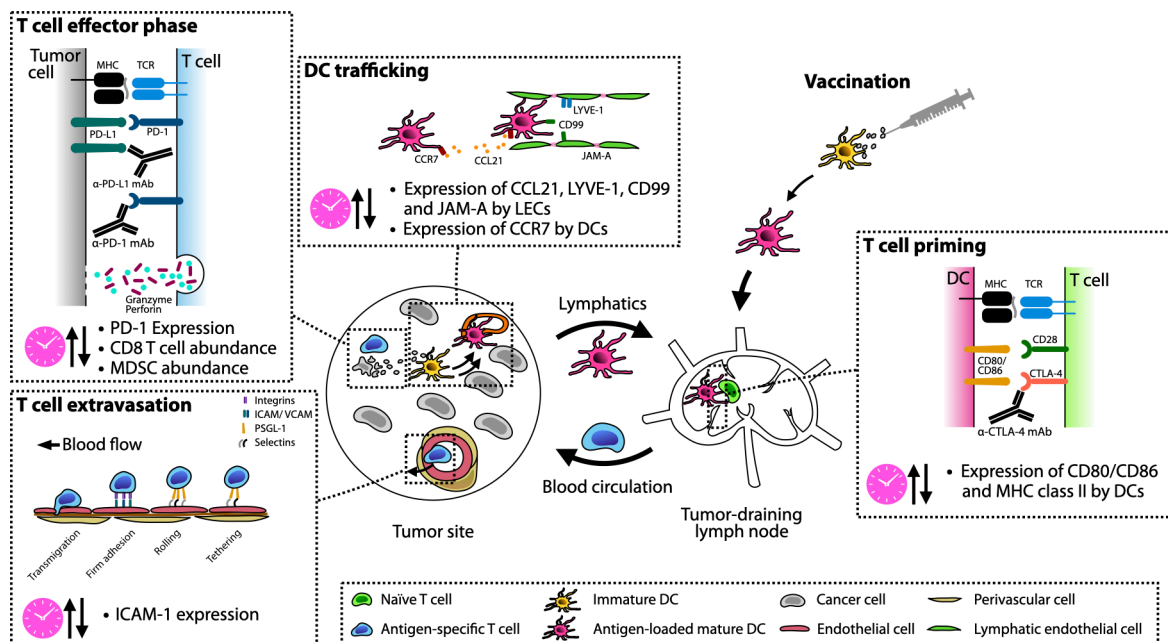 T cell effector phase
Tumor
cell
MHC
TCR
T cell
PD-L1
PD-1
α-PD-L1 mAb
α-PD-1 mAb
Granzyme
Perforin
• PD-1 Expression
• CD8 T cell abundance
• MDSC abundance
DC trafficking
LYVE-1
CD99
CCR7
CCL21
JAM-A
• Expression of CCL21, LYVE-1, CD99
and JAM-A by LECs
• Expression of CCR7 by DCs
Vaccination
T cell priming
DC
MHC
TCR
T cell
CD28
CD80/
CD86
CTLA-4
α-CTLA-4 mAb
• Expression of CD80/CD86
and MHC class II by DCs
Lymphatics
Blood circulation
Tumor site
Tumor-draining
lymph node
T cell extravasation
Integrins
ICAM/VCAM
PSGL-1
Selectins
Blood flow
Transmigration
Firm adhesion
Rolling
Tethering
• ICAM-1 expression
Naïve T cell
Immature DC
Cancer cell
Perivascular cell
Antigen-specific T cell
Antigen-loaded mature DC
Endothelial cell
Lymphatic endothelial cell